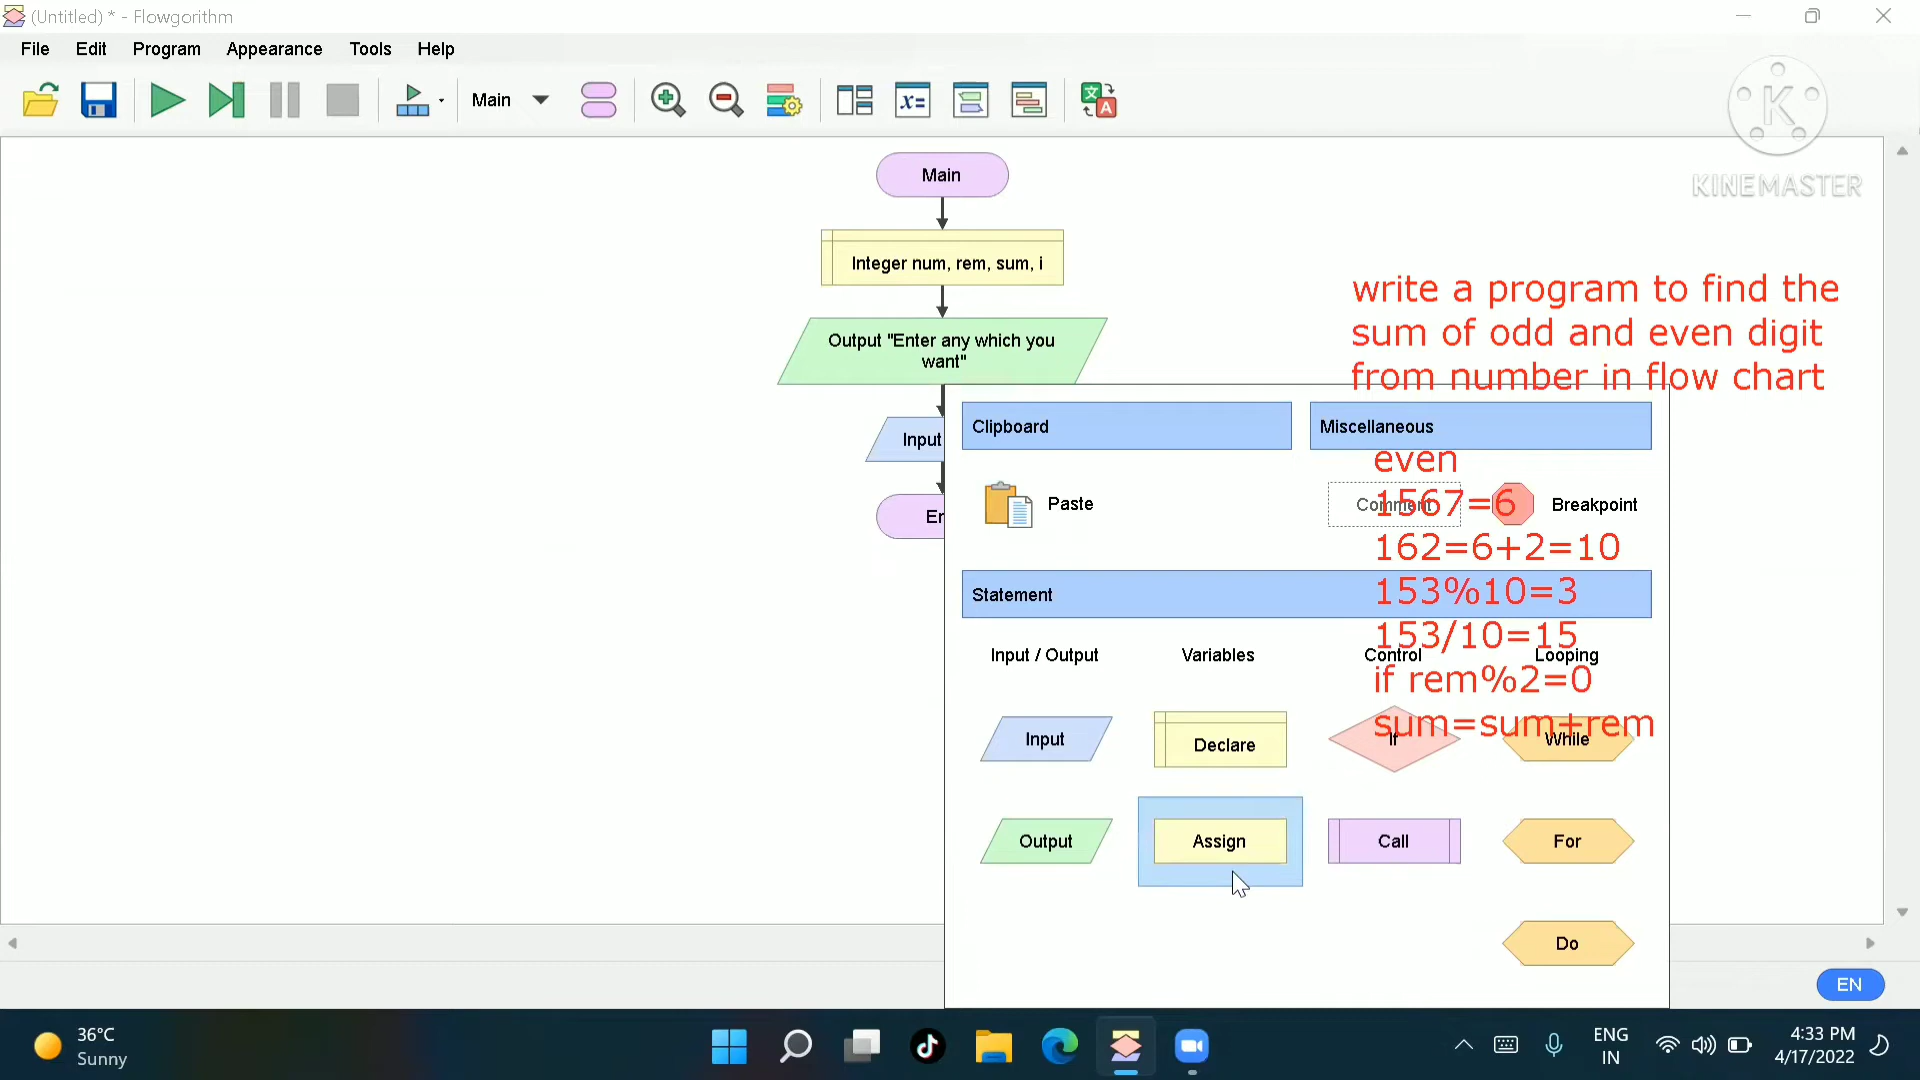 (Untitled) * - Flowgorithm
File Edit Program Appearance Tools Help
Main
x=
文 A
K
KINEMASTER
Main
Integer num, rem, sum, i
Output "Enter any which you
want"
Input
write a program to find the
sum of odd and even digit
from number in flow chart
Clipboard
Miscellaneous
even
Paste
Comment
1567=6
Breakpoint
162=6+2=10
Statement
153%10=3
153/10=15
Input / Output
Variables
Control
Looping
if rem%2=0
sum=sum+rem
Input
Declare
If
While
Output
Assign
Call
For
Do
EN
36°C
Sunny
ENG
IN
4:33 PM
4/17/2022